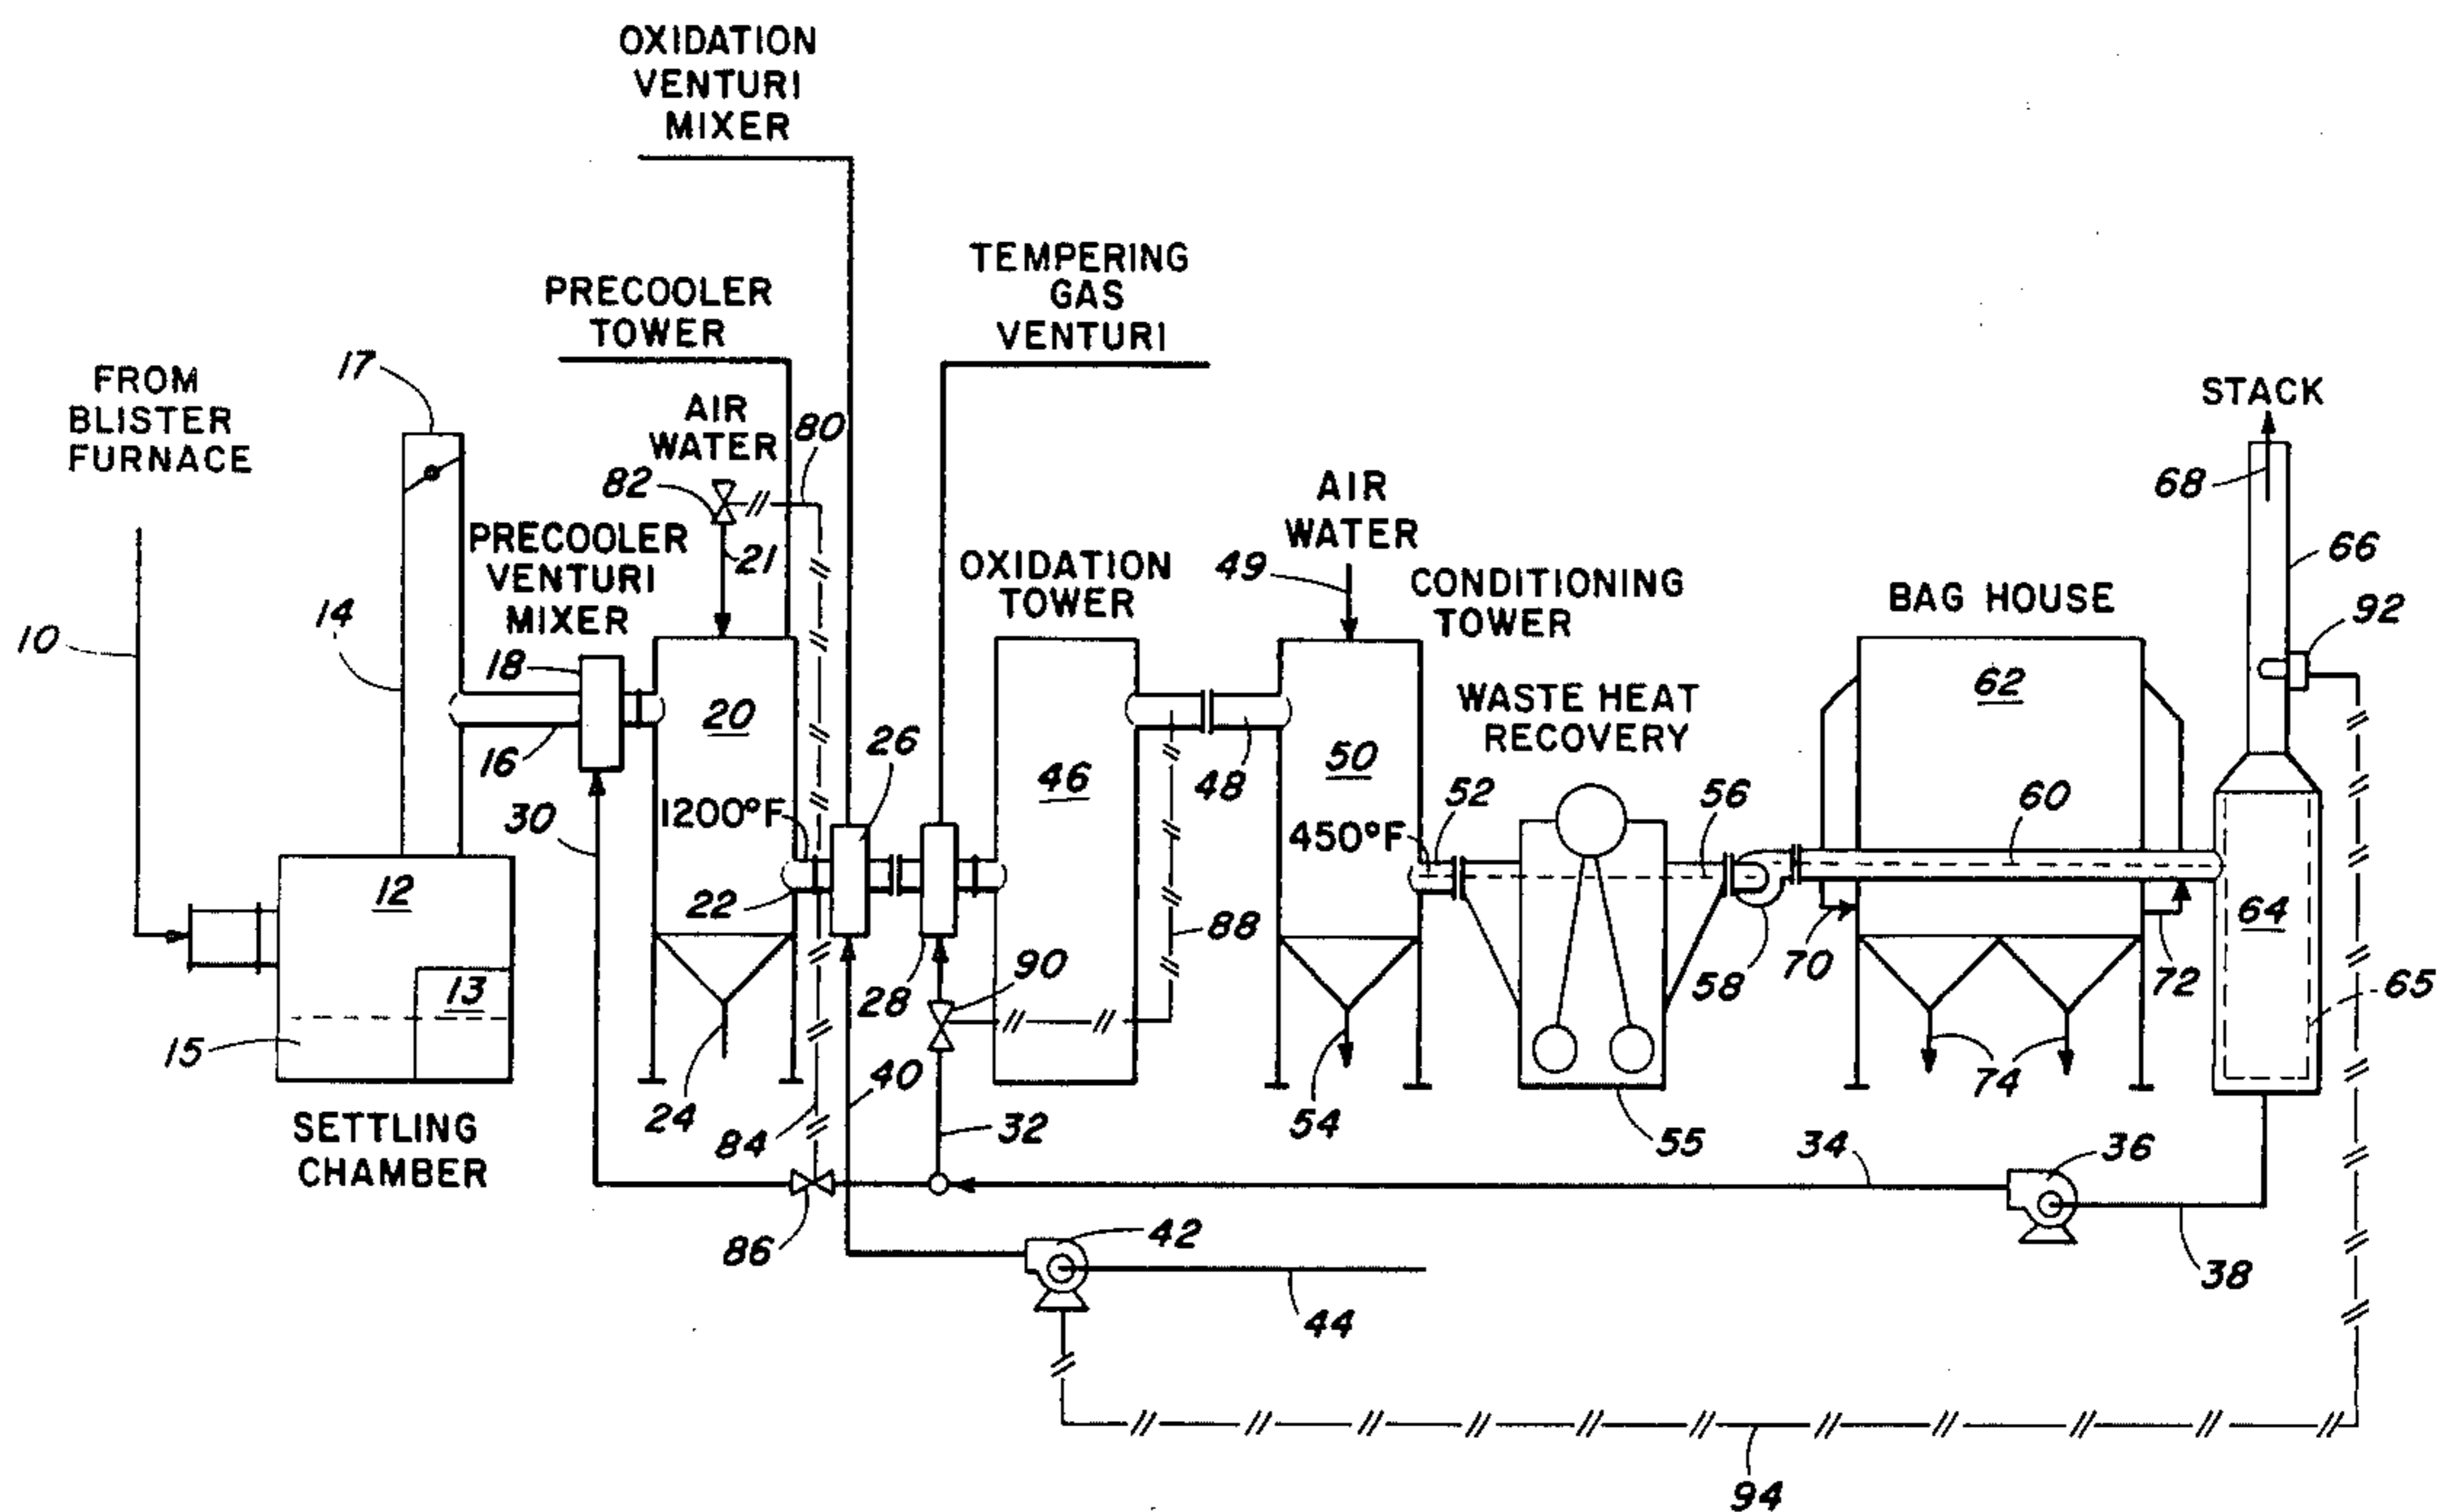 OXIDATION
VENTURI
MIXER
TEMPERING
GAS
VENTURI
PRECOOLER
TOWER
FROM
BLISTER
FURNACE
17
AIR
WATER
80
82
21
STACK
68
66
92
PRECOOLER
VENTURI
MIXER
18
AIR
WATER
49
OXIDATION
TOWER
CONDITIONING
TOWER
BAG HOUSE
10
14
16
20
26
46
48
50
WASTE HEAT
RECOVERY
62
30
1200°F
450°F
52
56
60
12
22
88
58
70
72
64
13
28
90
65
15
24
84
40
32
54
55
74
SETTLING
CHAMBER
34
36
86
42
44
38
94